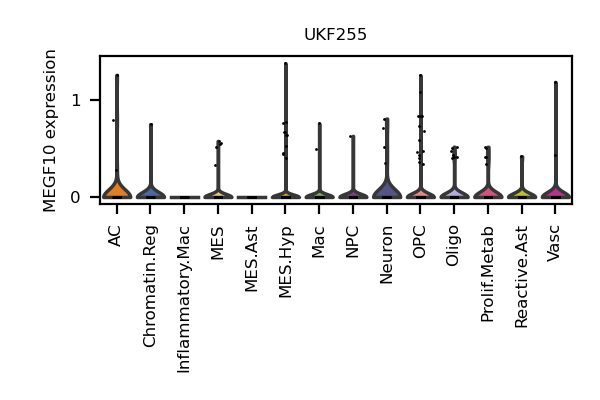 UKF255
MEGF10 expression
1
0
AC
Chromatin.Reg
Inflammatory.Mac
MES
MES.Ast
MES.Hyp
Mac
NPC
Neuron
OPC
Oligo
Prolif.Metab
Reactive.Ast
Vasc